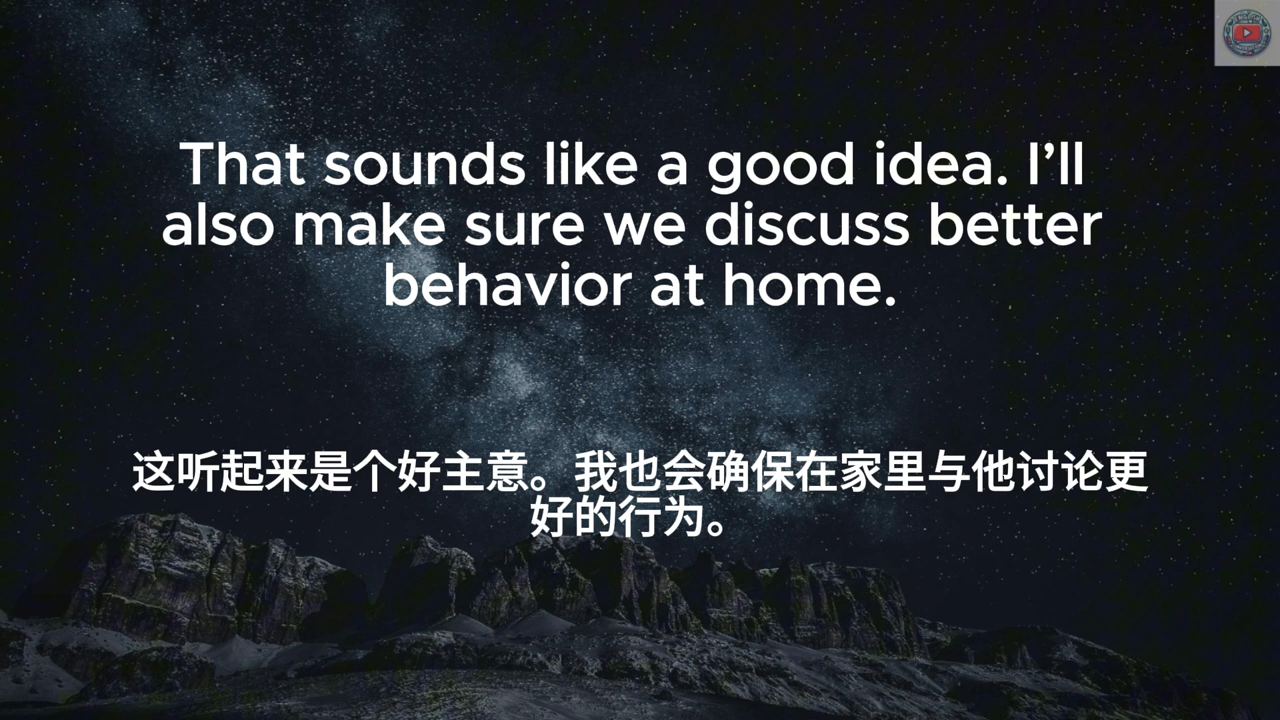 That sounds like a good idea. I’ll
also make sure we discuss better
behavior at home.
这听起来是个好主意。我也会确保在家里与他讨论更
好的行为。